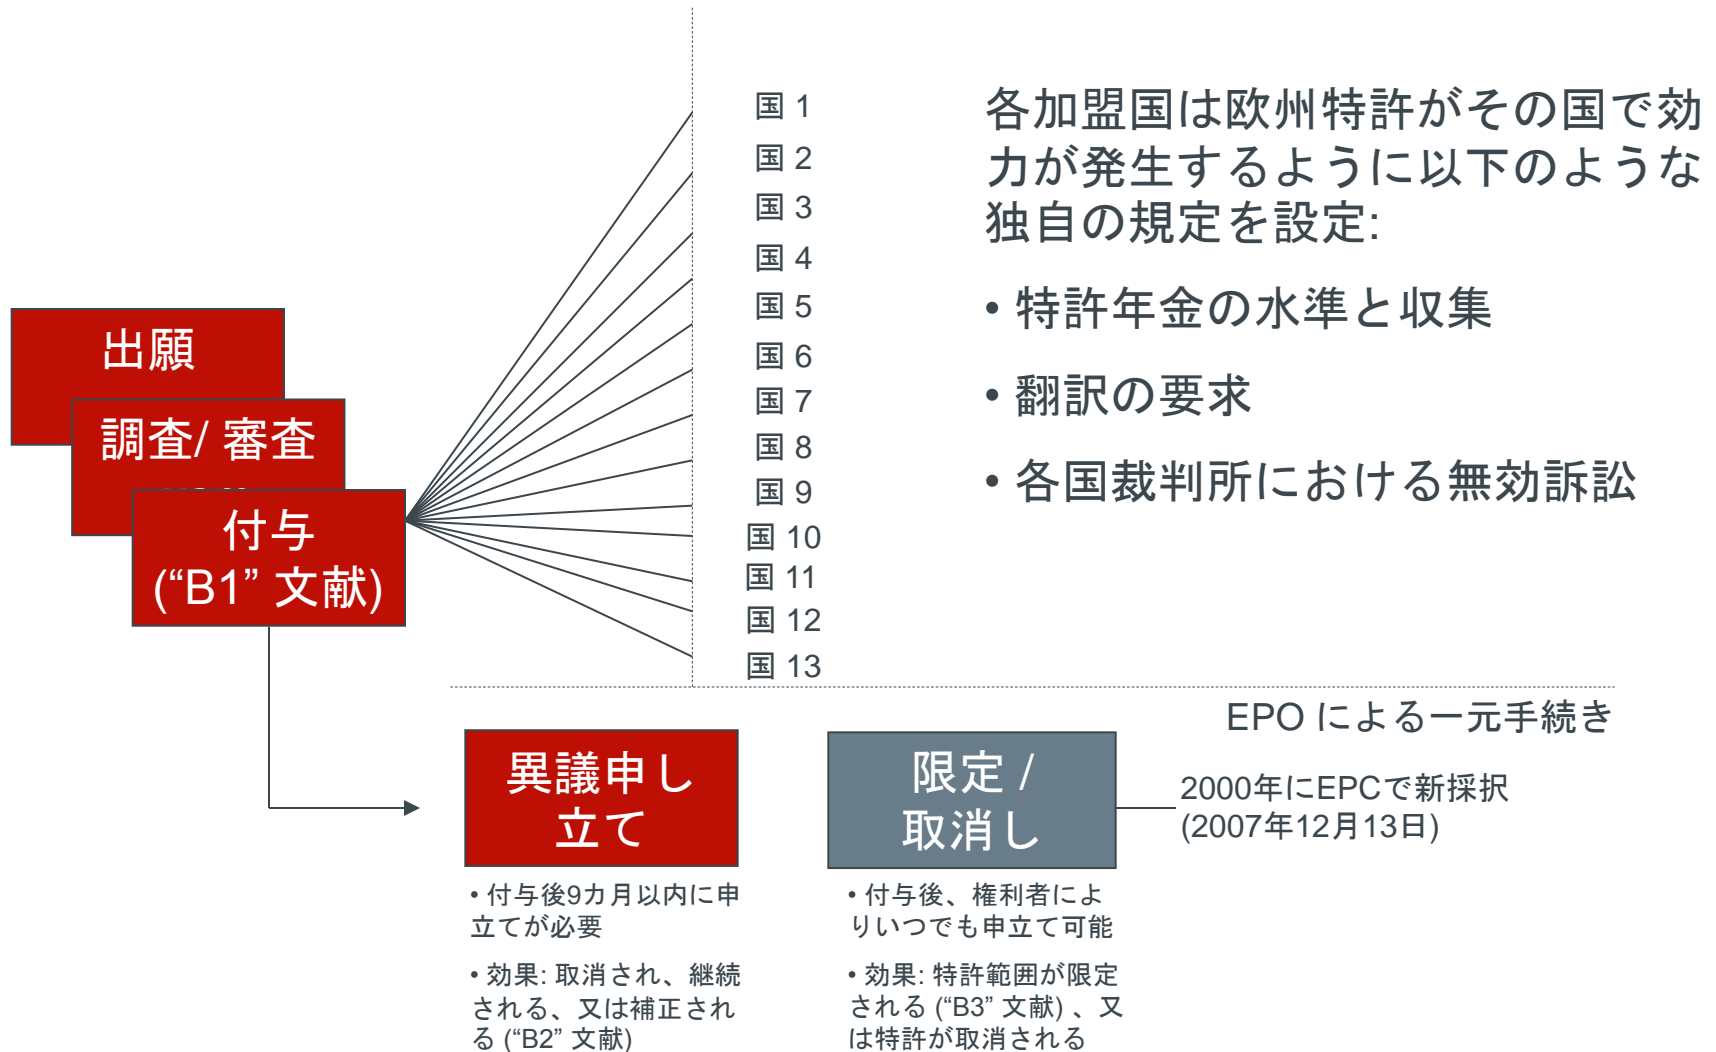 出願
調査/ 審査
付与
(“B1” 文献)
国 1
国 2
国 3
国 4
国 5
国 6
国 7
国 8
国 9
国 10
国 11
国 12
国 13
各加盟国は欧州特許がその国で効
力が発生するように以下のような
独自の規定を設定:
• 特許年金の水準と収集
• 翻訳の要求
• 各国裁判所における無効訴訟
EPO による一元手続き
異議申し
立て
• 付与後9カ月以内に申
立てが必要
• 効果: 取消され、継続
される、又は補正され
る (“B2” 文献)
限定 /
取消し
• 付与後、権利者によ
りいつでも申立て可能
• 効果: 特許範囲が限定
される (“B3” 文献) 、又
は特許が取消される
2000年にEPCで新採択
(2007年12月13日)